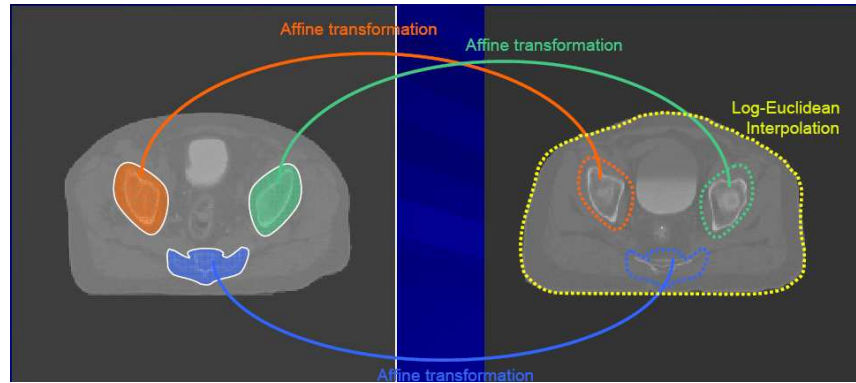 Affine transformation
Affine transformation
Log-Euclidean
Interpolation
Affine transformation